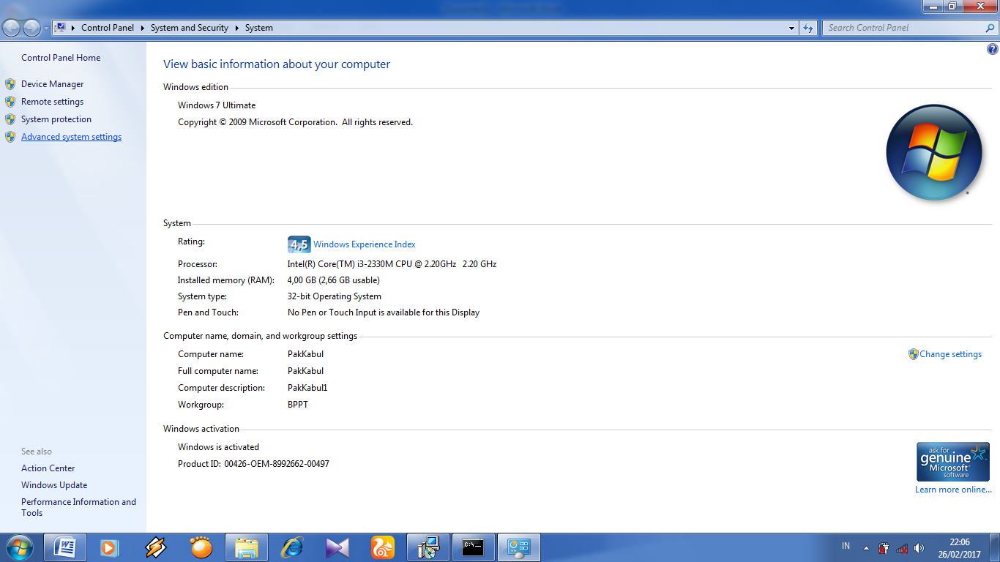 Control Panel System and Security System
Search Control Panel
Control Panel Home
Device Manager
Remote settings
System protection
Advanced system settings
View basic information about your computer
Windows edition
Windows 7 Ultimate
Copyright © 2009 Microsoft Corporation. All rights reserved.
System
Rating: 4,5 Windows Experience Index
Processor: Intel(R) Core(TM) i3-2330M CPU @ 2.20GHz 2.20 GHz
Installed memory (RAM): 4,00 GB (2,66 GB usable)
System type: 32-bit Operating System
Pen and Touch: No Pen or Touch Input is available for this Display
Computer name, domain, and workgroup settings
Computer name: PakKabul
Change settings
Full computer name: PakKabul
Computer description: PakKabul1
Workgroup: BPPT
Windows activation
Windows is activated
Product ID: 00426-OEM-8992662-00497
ask for
genuine
Microsoft
software
Learn more online...
See also
Action Center
Windows Update
Performance Information and
Tools
C:\_
IN
22:06
26/02/2017